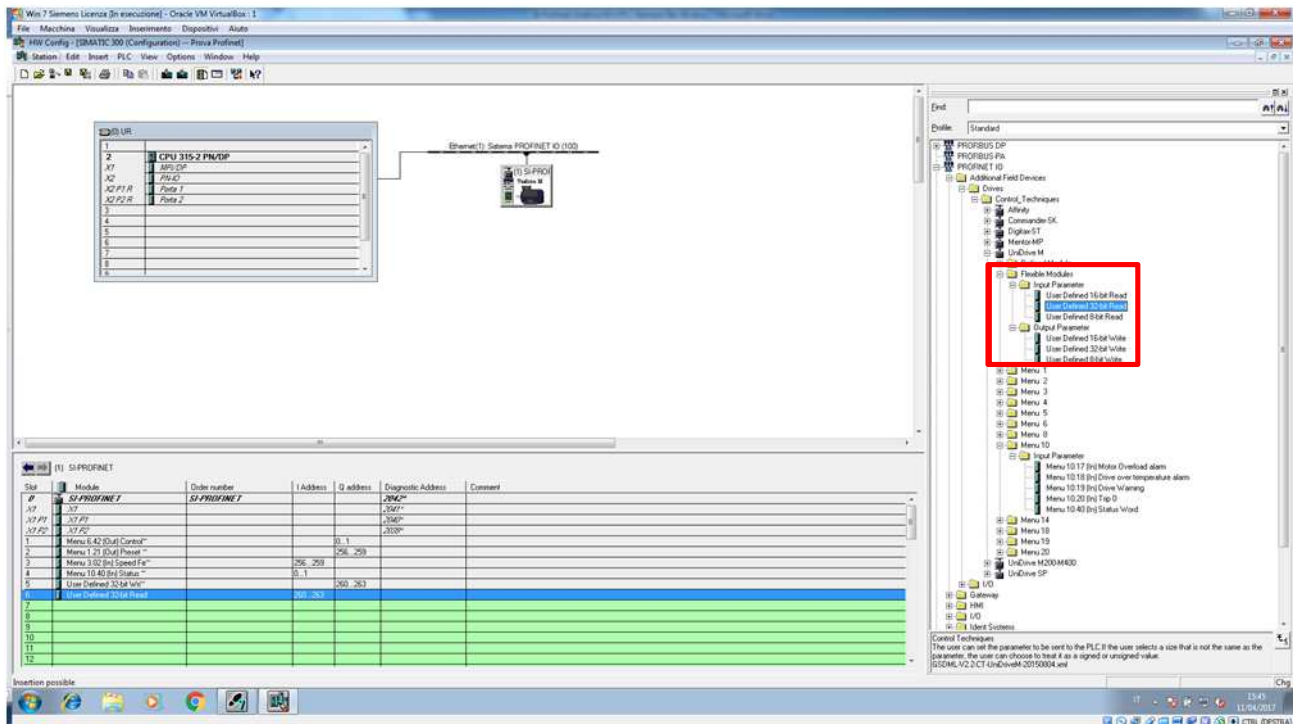 Win 7 Siemens Licenza [In esecuzione] - Oracle VM VirtualBox : 1
File Macchina Visualizza Inserimento Dispositivi Aiuto
HW Config - [SIMATIC 300 (Configuration) -- Prova Profinet]
Station Edit Insert PLC View Options Window Help
Find:
Profile: Standard
(0) UR
1
2 CPU 315-2 PN/DP
X1 MPI/DP
X2 PN-IO
X2 P1 R Porta 1
X2 P2 R Porta 2
3
4
5
6
7
8
9
Ethernet(1): Sistema PROFINET IO (100)
(1) SI-PROI
Unidrive M
PROFIBUS DP
PROFIBUS-PA
PROFINET IO
Additional Field Devices
Drives
Control_Techniques
Affinity
Commander-SK
Digitax-ST
Mentor-MP
UniDrive M
Flexible Modules
Input Parameter
User Defined 16-bit Read
User Defined 32-bit Read
User Defined 8-bit Read
Output Parameter
User Defined 16-bit Write
User Defined 32-bit Write
User Defined 8-bit Write
Menu 1
Menu 2
Menu 3
Menu 4
Menu 5
Menu 6
Menu 8
Menu 10
Input Parameter
Menu 10.17 (In) Motor Overload alarm
Menu 10.18 (In) Drive over temperature alarm
Menu 10.19 (In) Drive Warning
Menu 10.20 (In) Trip 0
Menu 10.40 (In) Status Word
Menu 14
Menu 18
Menu 19
Menu 20
UniDrive M200-M400
UniDrive SP
I/O
Gateway
HMI
I/O
Ident Systems
(1) SI-PROFINET
Slot Module Order number I Address Q address Diagnostic Address Comment
0 SI-PROFINET SI-PROFINET 2042*
X1 X1 2041*
X1 P1 X1 P1 2040*
X1 P2 X1 P2 2039*
1 Menu 6.42 (Out) Control" 0...1
2 Menu 1.21 (Out) Preset " 256...259
3 Menu 3.02 (In) Speed Fe" 256...259
4 Menu 10.40 (In) Status " 0...1
5 User Defined 32-bit Wri" 260...263
6 User Defined 32-bit Read 260...263
7
8
9
10
11
12
Control Techniques
The user can set the parameter to be sent to the PLC.If the user selects a size that is not the same as the
parameter, the user can choose to treat it as a signed or unsigned value.
GSDML-V2.2-CT-UniDriveM-20150804.xml
Insertion possible Chg
IT 15:45
11/04/2017
CTRL (DESTRA)